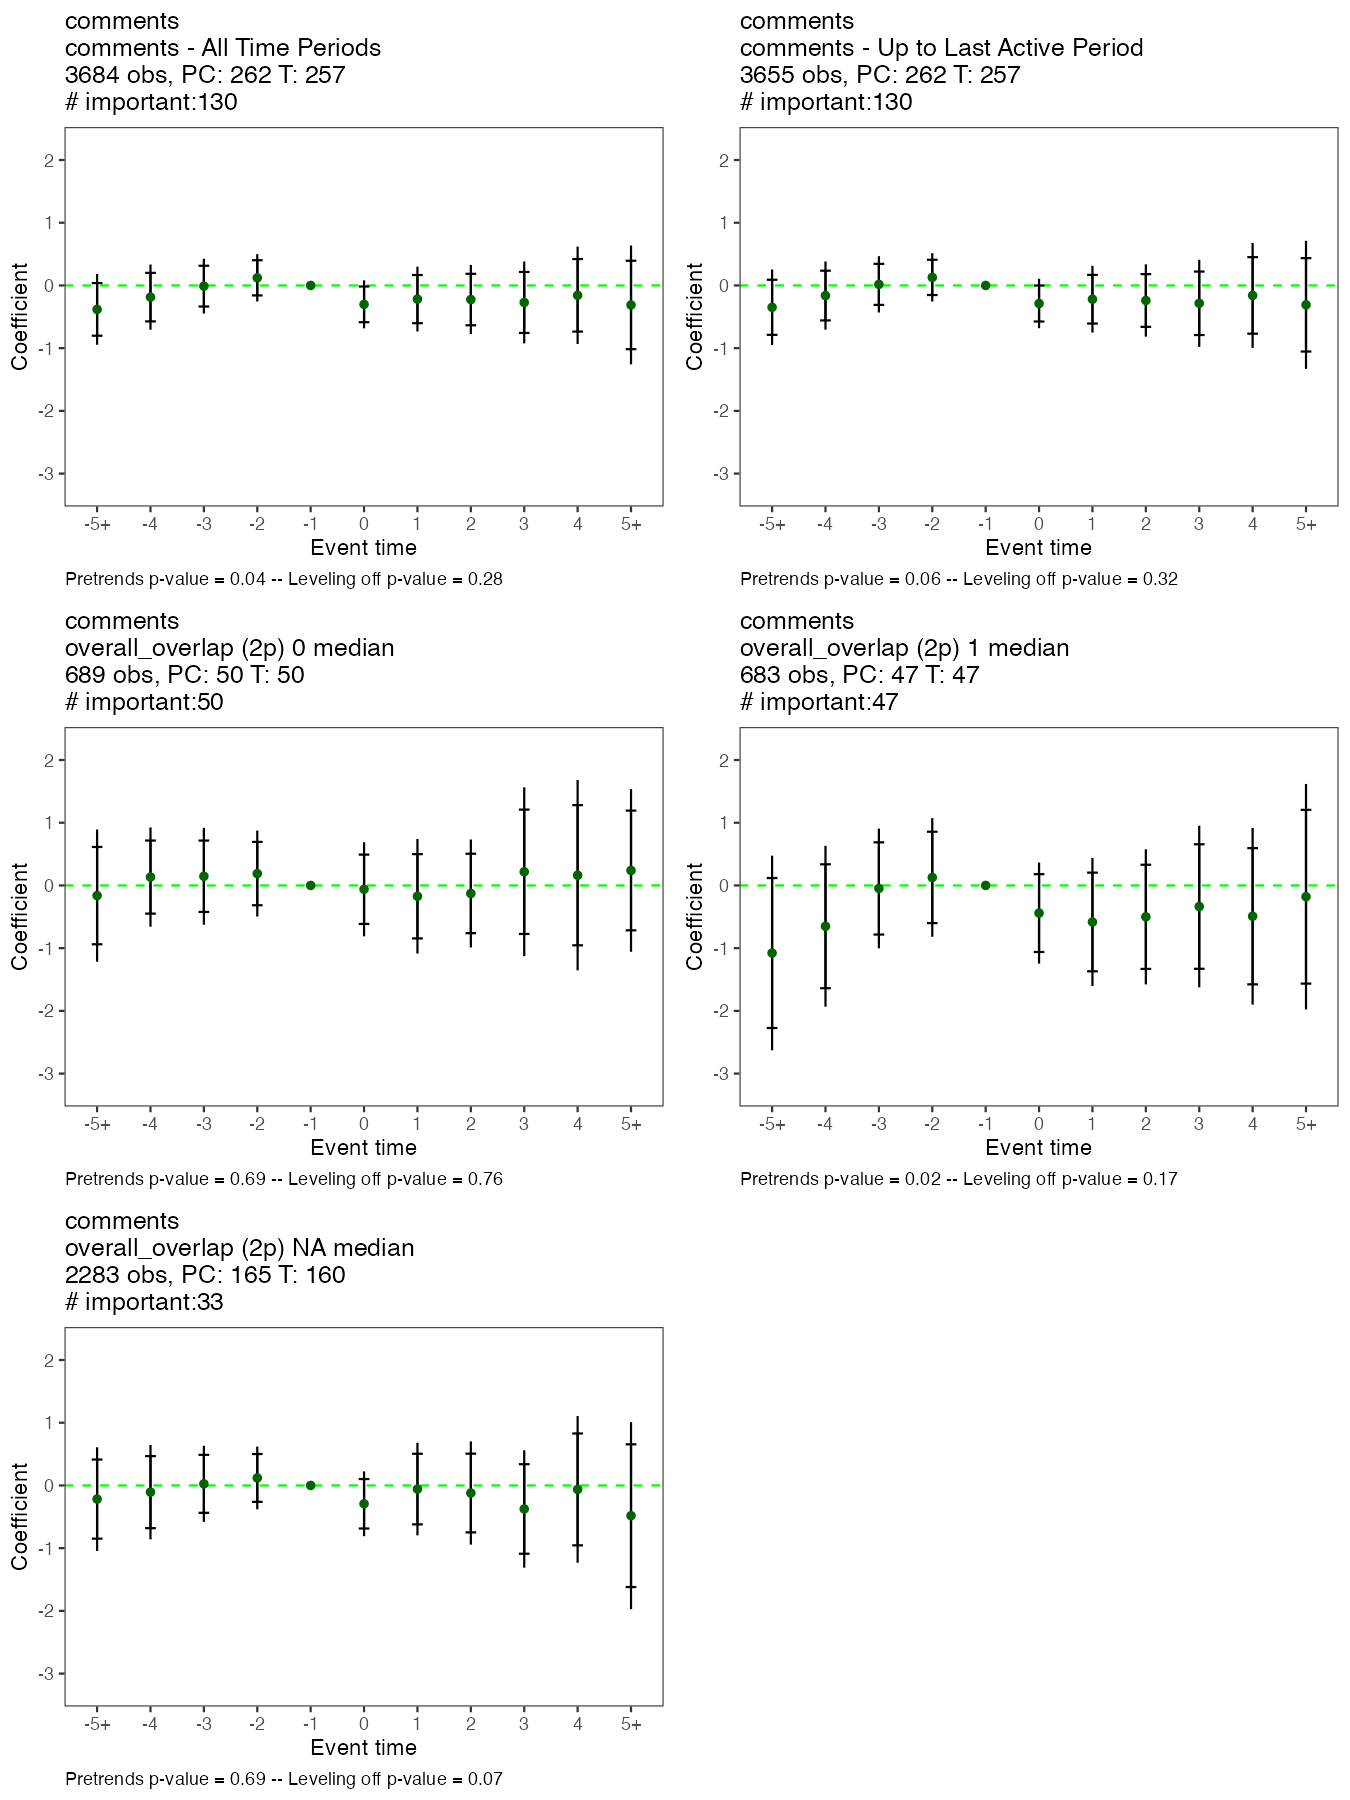 comments
comments - All Time Periods
3684 obs, PC: 262 T: 257
# important:130
2
1
0
-1
-2
-3
Coefficient
-5+ -4 -3 -2 -1 0 1 2 3 4 5+
Event time
Pretrends p-value = 0.04 -- Leveling off p-value = 0.28
comments
comments - Up to Last Active Period
3655 obs, PC: 262 T: 257
# important:130
2
1
0
-1
-2
-3
Coefficient
-5+ -4 -3 -2 -1 0 1 2 3 4 5+
Event time
Pretrends p-value = 0.06 -- Leveling off p-value = 0.32
comments
overall_overlap (2p) 0 median
689 obs, PC: 50 T: 50
# important:50
2
1
0
-1
-2
-3
Coefficient
-5+ -4 -3 -2 -1 0 1 2 3 4 5+
Event time
Pretrends p-value = 0.69 -- Leveling off p-value = 0.76
comments
overall_overlap (2p) 1 median
683 obs, PC: 47 T: 47
# important:47
2
1
0
-1
-2
-3
Coefficient
-5+ -4 -3 -2 -1 0 1 2 3 4 5+
Event time
Pretrends p-value = 0.02 -- Leveling off p-value = 0.17
comments
overall_overlap (2p) NA median
2283 obs, PC: 165 T: 160
# important:33
2
1
0
-1
-2
-3
Coefficient
-5+ -4 -3 -2 -1 0 1 2 3 4 5+
Event time
Pretrends p-value = 0.69 -- Leveling off p-value = 0.07